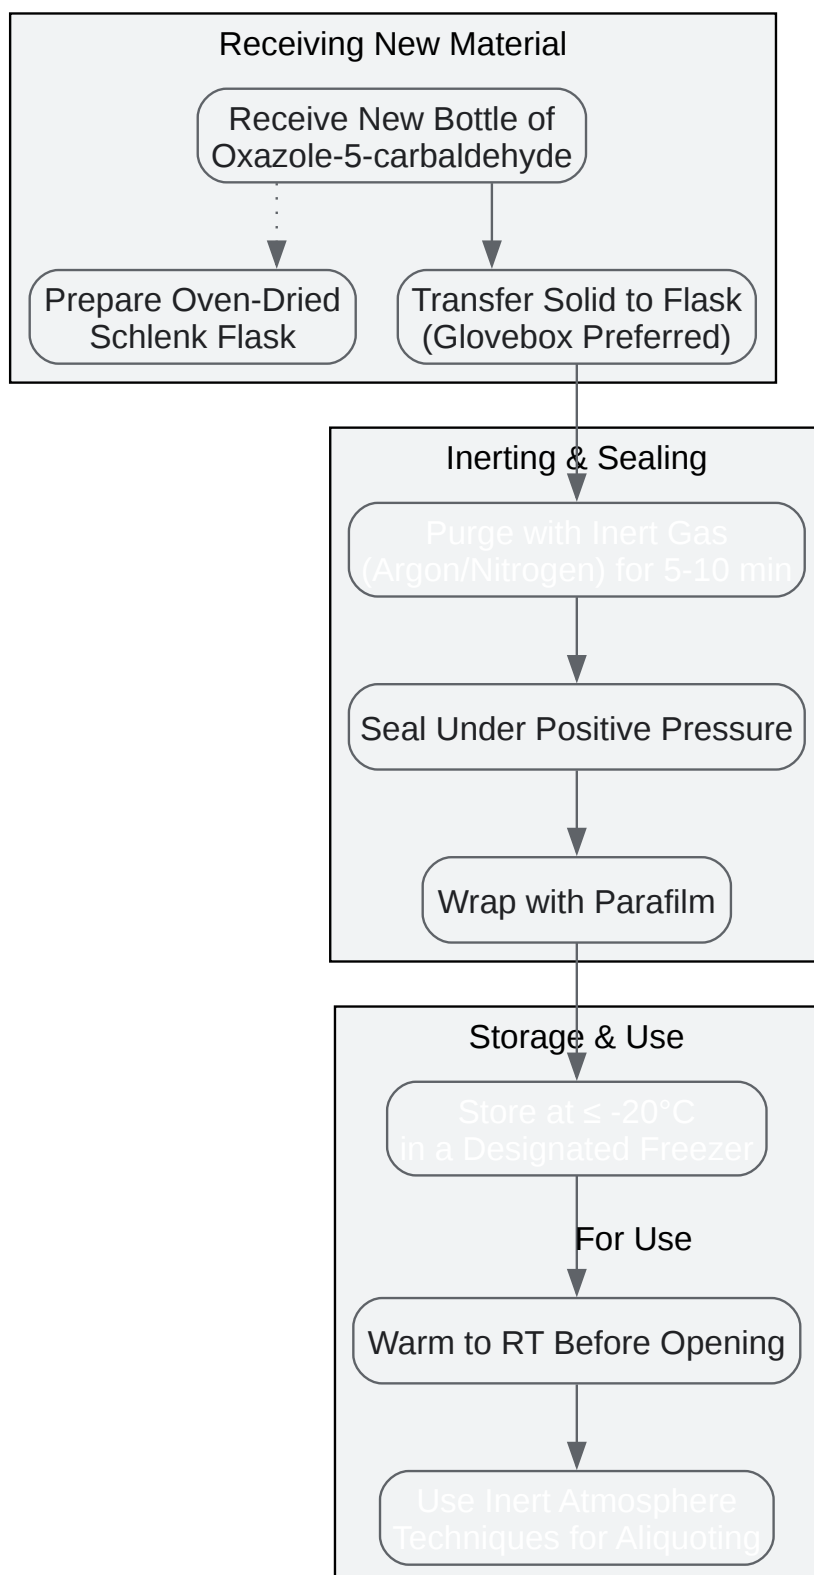 Receiving New Material
Receive New Bottle of
Oxazole-5-carbaldehyde
Prepare Oven-Dried
Schlenk Flask
Transfer Solid to Flask
(Glovebox Preferred)
Inerting & Sealing
Purge with Inert Gas
(Argon/Nitrogen) for 5-10 min
Seal Under Positive Pressure
Wrap with Parafilm
Storage & Use
Store at ≤ -20°C
in a Designated Freezer
For Use
Warm to RT Before Opening
Use Inert Atmosphere
Techniques for Aliquoting